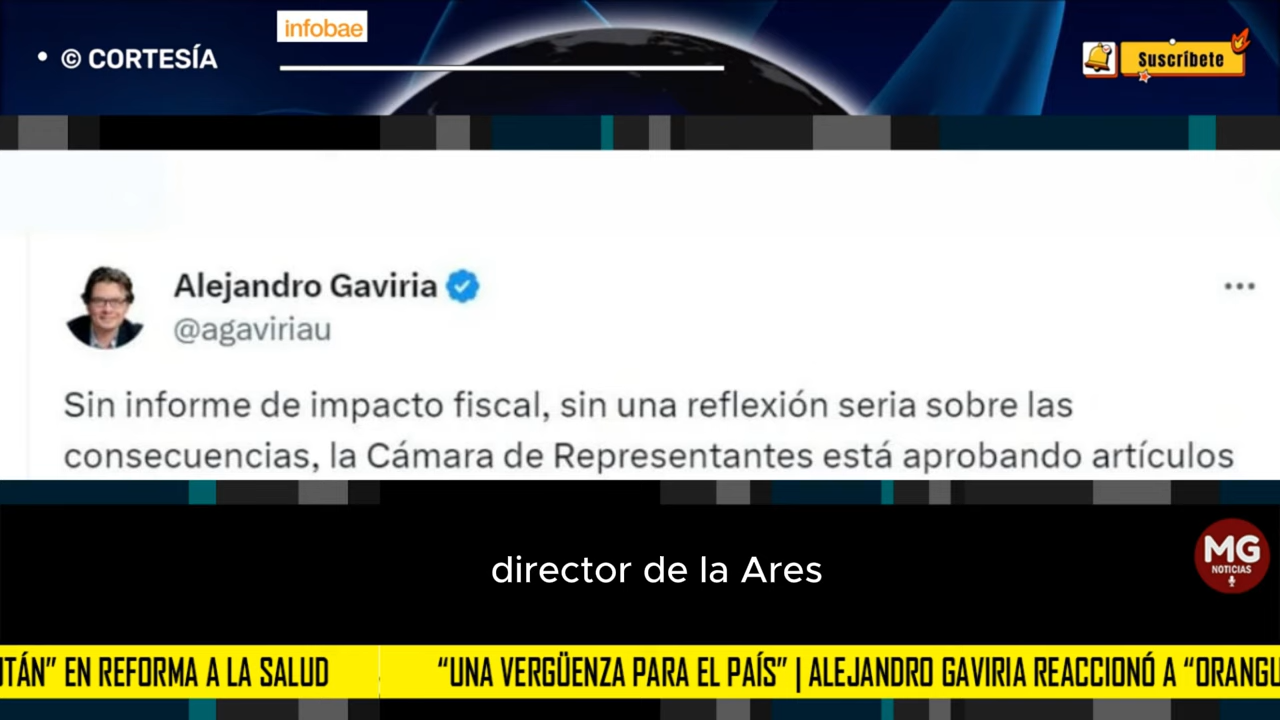 infobae
• © CORTESÍA
Suscríbete
Alejandro Gaviria
@agaviriau
Sin informe de impacto fiscal, sin una reflexión seria sobre las
consecuencias, la Cámara de Representantes está aprobando artículos
director de la Ares
MG
NOTICIAS
UTÁN” EN REFORMA A LA SALUD
“UNA VERGÜENZA PARA EL PAÍS” | ALEJANDRO GAVIRIA REACCIONÓ A “ORANGU